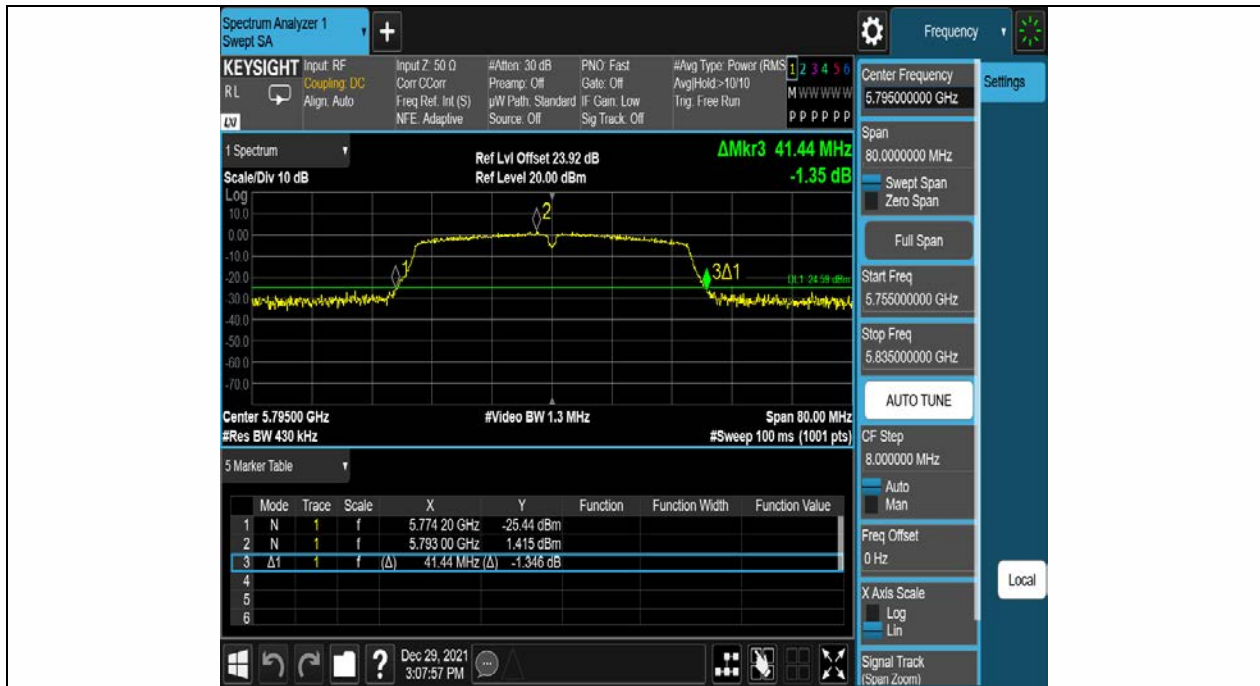 Spectrum Analyzer 1
Swept SA
+
Frequency
KEYSIGHT
RL
LXI
Input: RF
Coupling: DC
Align: Auto
Input Z: 50 Ω
Corr CCorr
Freq Ref: Int (S)
NFE: Adaptive
#Atten: 30 dB
Preamp: Off
µW Path: Standard
Source: Off
PNO: Fast
Gate: Off
IF Gain: Low
Sig Track: Off
#Avg Type: Power (RMS
Avg|Hold:>10/10
Trig: Free Run
1 2 3 4 5 6
M W W W W W
P P P P P P
1 Spectrum
Scale/Div 10 dB
Ref Lvl Offset 23.92 dB
Ref Level 20.00 dBm
ΔMkr3 41.44 MHz
-1.35 dB
Log
10.0
0.00
-10.0
-20.0
-30.0
-40.0
-50.0
-60.0
-70.0
2
1
3Δ1
DL1 -24.59 dBm
Center 5.79500 GHz
#Res BW 430 kHz
#Video BW 1.3 MHz
Span 80.00 MHz
#Sweep 100 ms (1001 pts)
5 Marker Table
Mode Trace Scale X Y Function Function Width Function Value
1 N 1 f 5.774 20 GHz -25.44 dBm
2 N 1 f 5.793 00 GHz 1.415 dBm
3 Δ1 1 f (Δ) 41.44 MHz (Δ) -1.346 dB
4
5
6
?
Dec 29, 2021
3:07:57 PM
Center Frequency
5.795000000 GHz
Span
80.0000000 MHz
Swept Span
Zero Span
Full Span
Start Freq
5.755000000 GHz
Stop Freq
5.835000000 GHz
AUTO TUNE
CF Step
8.000000 MHz
Auto
Man
Freq Offset
0 Hz
X Axis Scale
Log
Lin
Signal Track
(Span Zoom)
Settings
Local